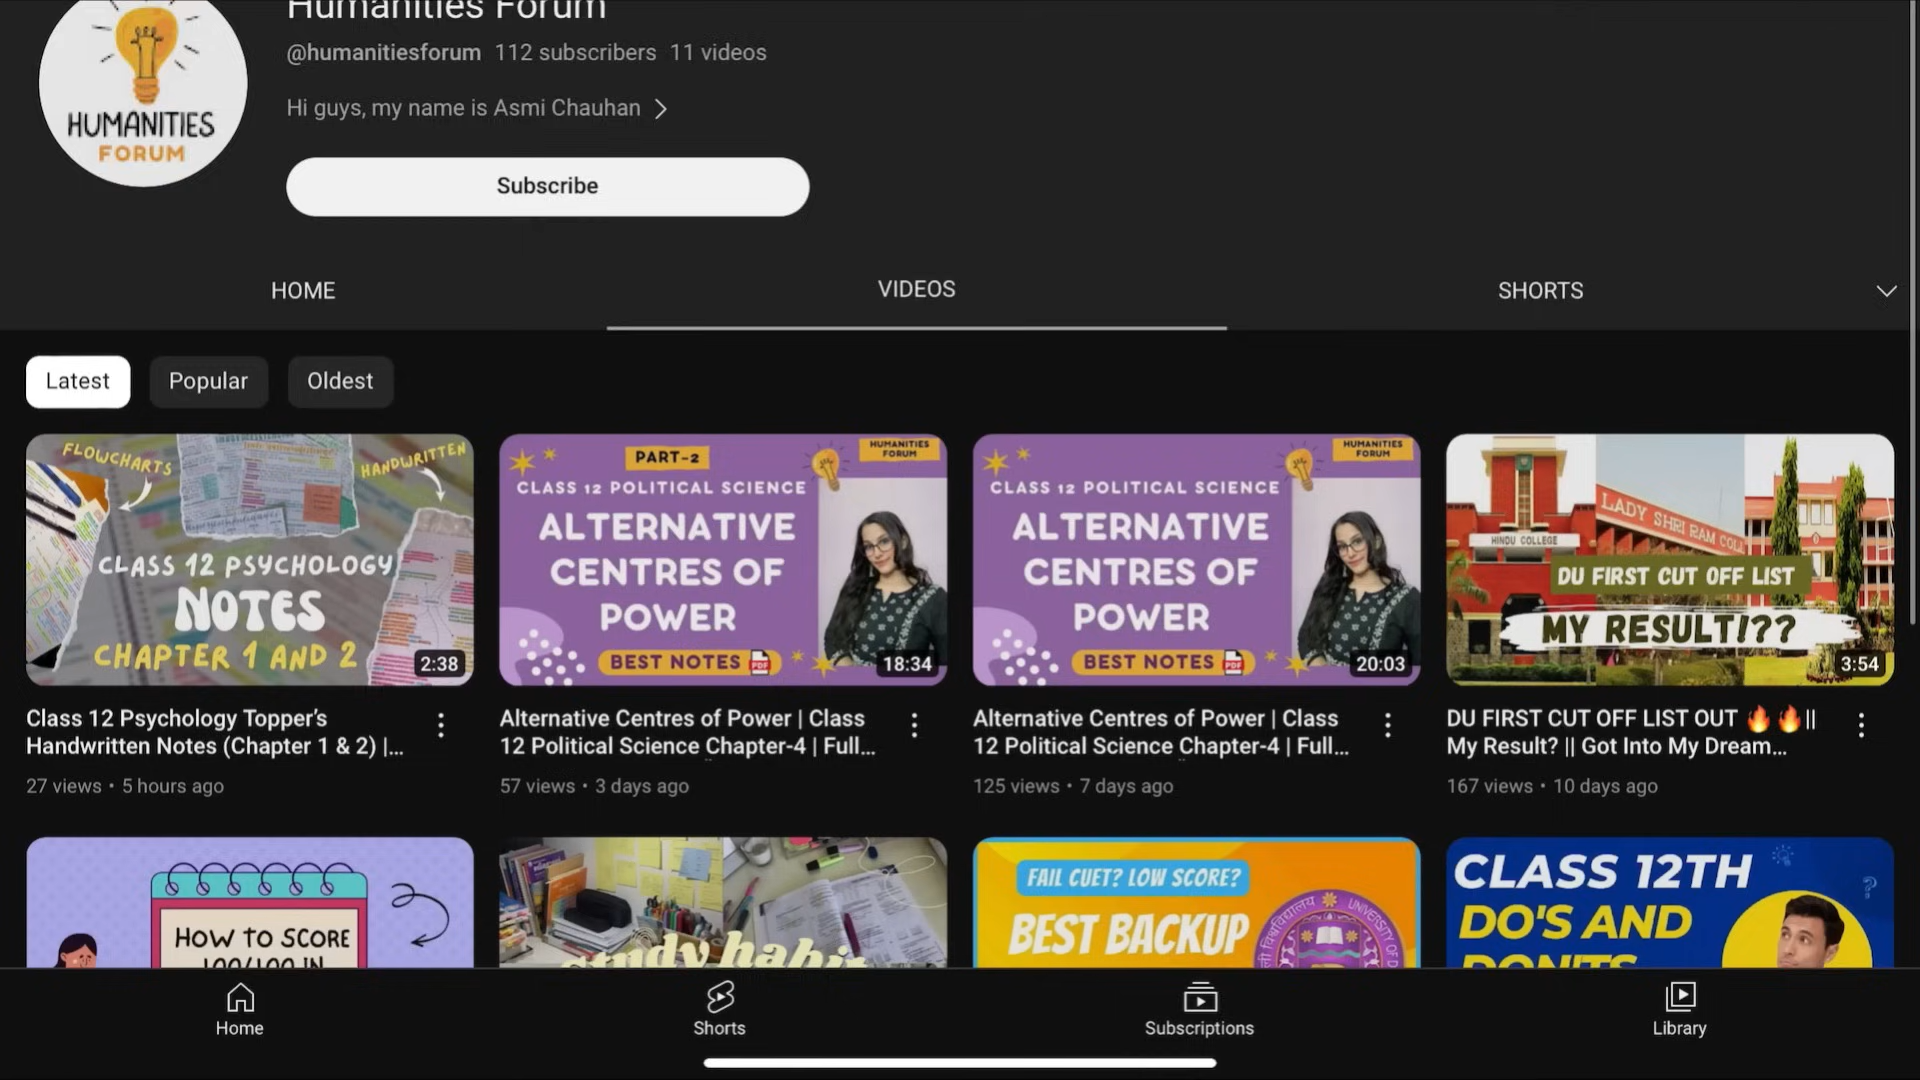 Humanities Forum
@humanitiesforum 112 subscribers 11 videos
Hi guys, my name is Asmi Chauhan
HUMANITIES
FORUM
Subscribe
HOME
VIDEOS
SHORTS
Latest
Popular
Oldest
FLOWCHARTS
HANDWRITTEN
CLASS 12 PSYCHOLOGY
NOTES
CHAPTER 1 AND 2
2:38
PART-2
HUMANITIES
FORUM
CLASS 12 POLITICAL SCIENCE
ALTERNATIVE
CENTRES OF
POWER
BEST NOTES PDF
18:34
HUMANITIES
FORUM
CLASS 12 POLITICAL SCIENCE
ALTERNATIVE
CENTRES OF
POWER
BEST NOTES PDF
20:03
HINDU COLLEGE
LADY SHRI RAM COLL
DU FIRST CUT OFF LIST
MY RESULT!??
3:54
Class 12 Psychology Topper’s
Handwritten Notes (Chapter 1 & 2) |...
27 views • 5 hours ago
Alternative Centres of Power | Class
12 Political Science Chapter-4 | Full...
57 views • 3 days ago
Alternative Centres of Power | Class
12 Political Science Chapter-4 | Full...
125 views • 7 days ago
DU FIRST CUT OFF LIST OUT 🔥🔥||
My Result? || Got Into My Dream...
167 views • 10 days ago
HOW TO SCORE
100/100 IN
study habit
FAIL CUET? LOW SCORE?
BEST BACKUP
CLASS 12TH
DO'S AND
DON'TS
Home
Shorts
Subscriptions
Library